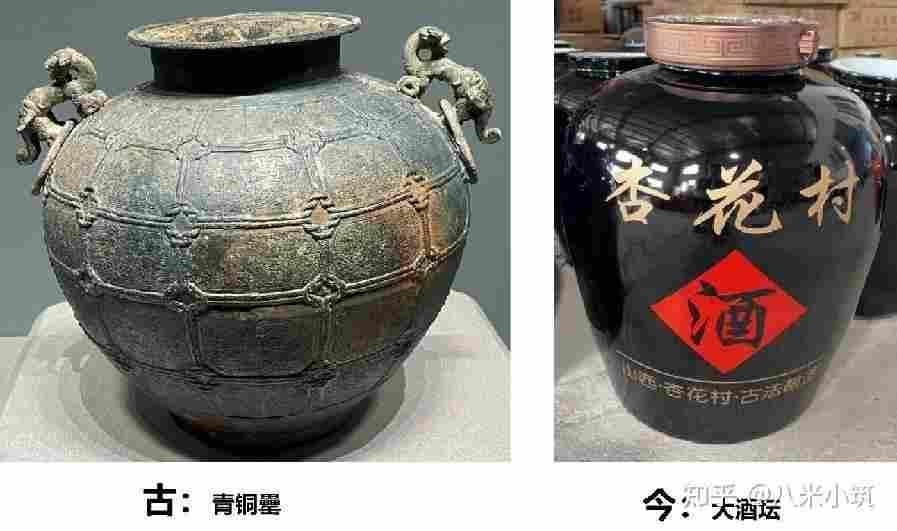 杏花村
酒
山西·杏花村·古法酿造
古：青铜罍
今：大酒坛
知乎 @八米小筑